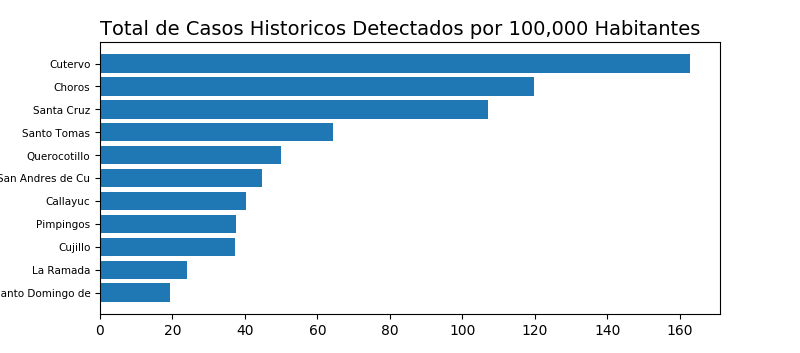 Total de Casos Historicos Detectados por 100,000 Habitantes
Cutervo
Choros
Santa Cruz
Santo Tomas
Querocotillo
San Andres de Cu
Callayuc
Pimpingos
Cujillo
La Ramada
anto Domingo de
0 20 40 60 80 100 120 140 160